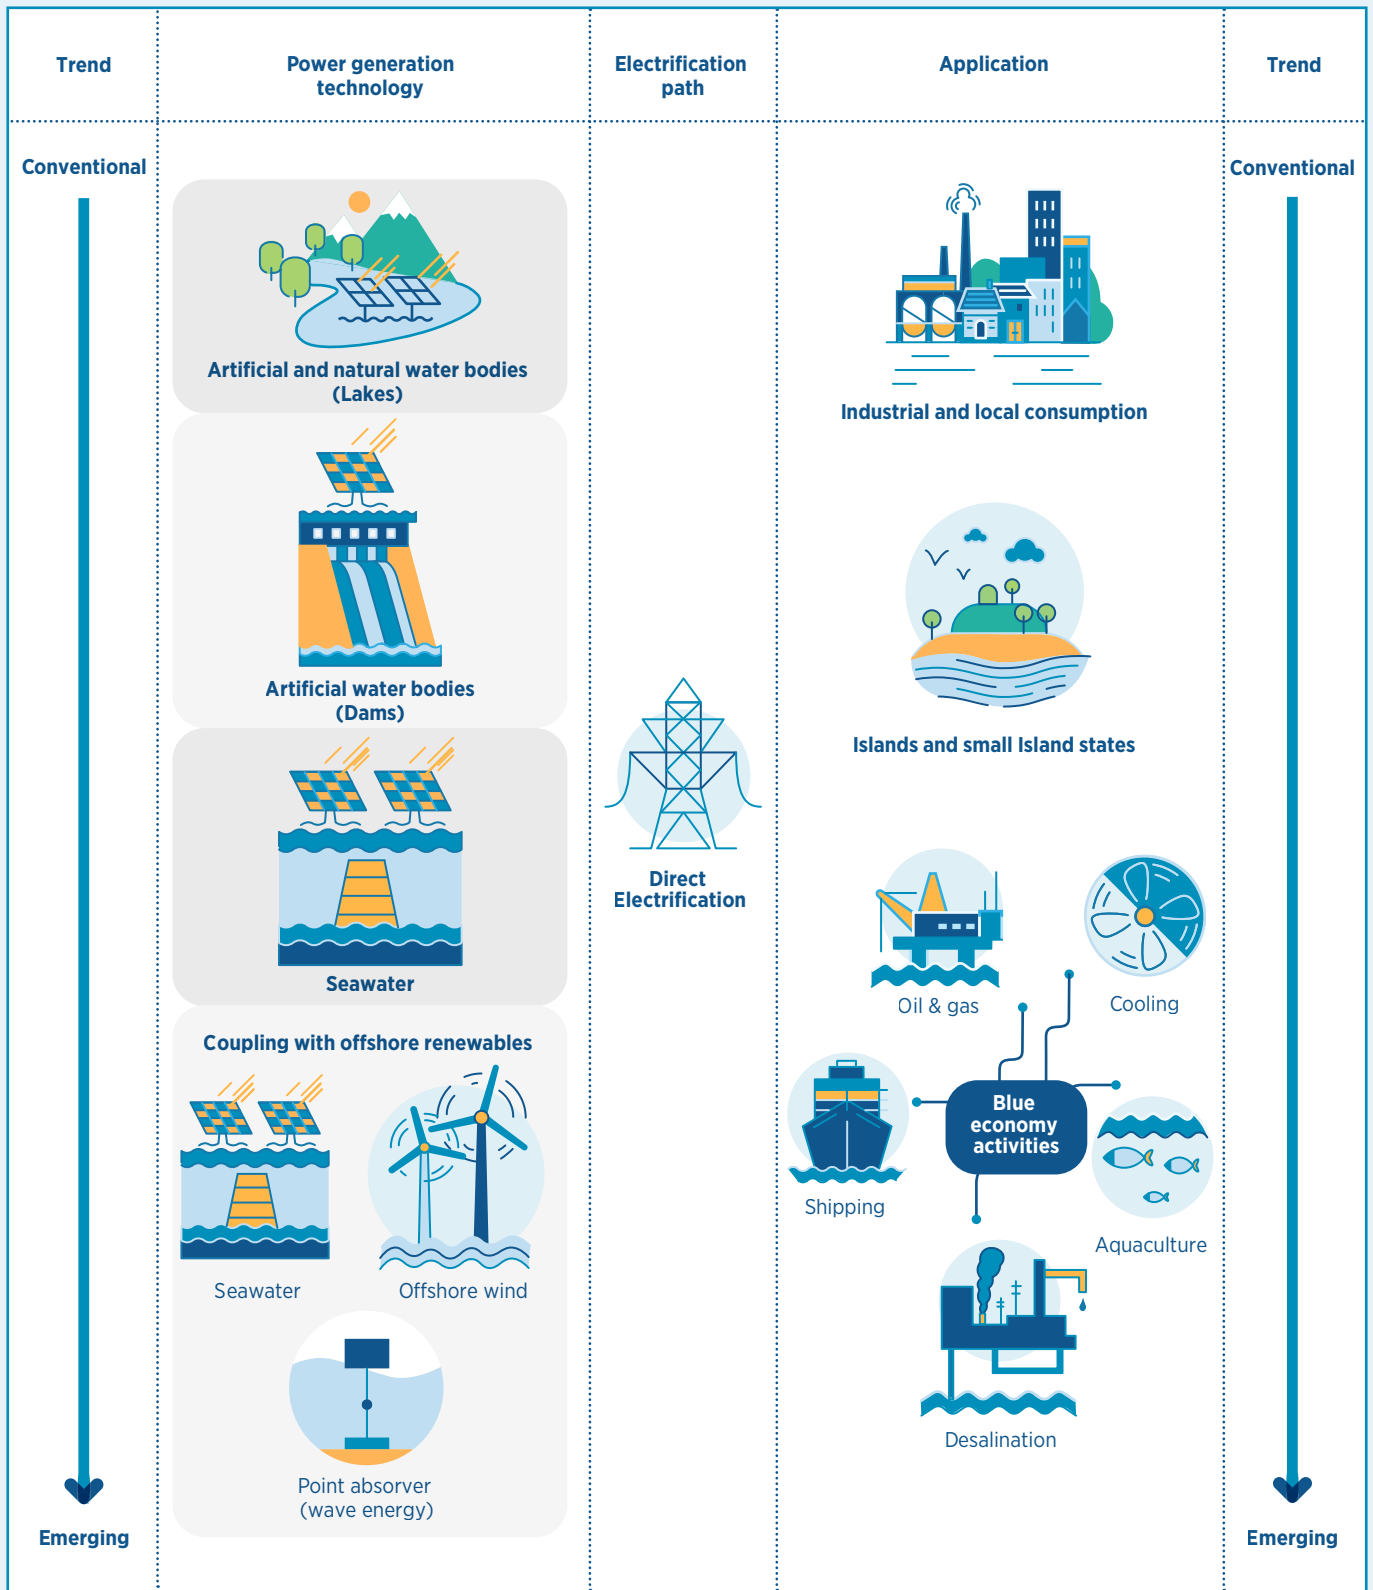 Trend
Power generation
technology
Electrification
path
Application
Trend
Conventional
Conventional
Artificial and natural water bodies
(Lakes)
Industrial and local consumption
Artificial water bodies
(Dams)
Islands and small Island states
Seawater
Direct
Electrification
Oil & gas
Cooling
Coupling with offshore renewables
Blue
economy
activities
Shipping
Aquaculture
Seawater
Offshore wind
Desalination
Point absorver
(wave energy)
Emerging
Emerging